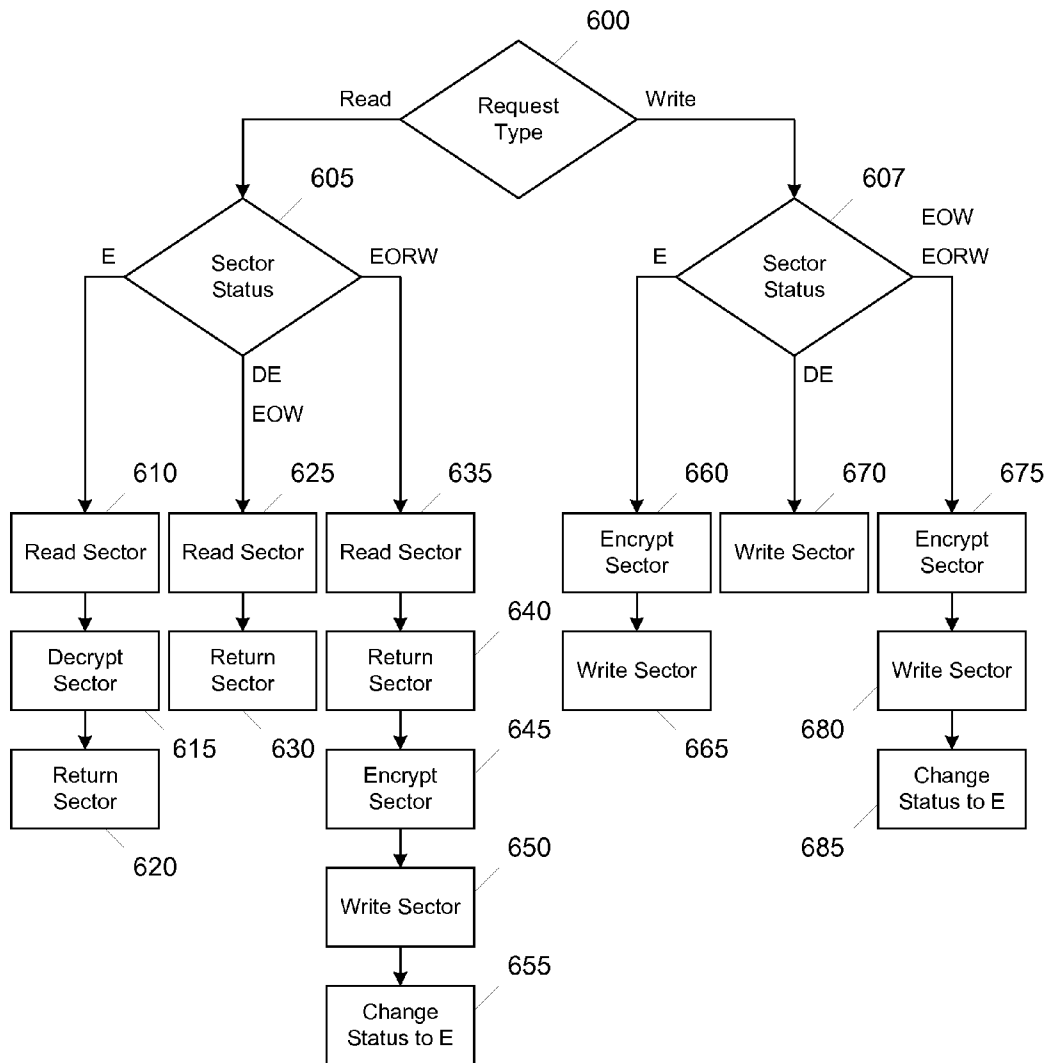 600
Read
Request
Type
Write
605
607
E
Sector
Status
EORW
DE
EOW
E
Sector
Status
EOW
EORW
DE
610
625
635
660
670
675
Read Sector
Read Sector
Read Sector
Encrypt
Sector
Write Sector
Encrypt
Sector
640
Decrypt
Sector
Return
Sector
Return
Sector
Write Sector
Write Sector
615
630
645
665
680
Return
Sector
Encrypt
Sector
Change
Status to E
620
650
685
Write Sector
655
Change
Status to E